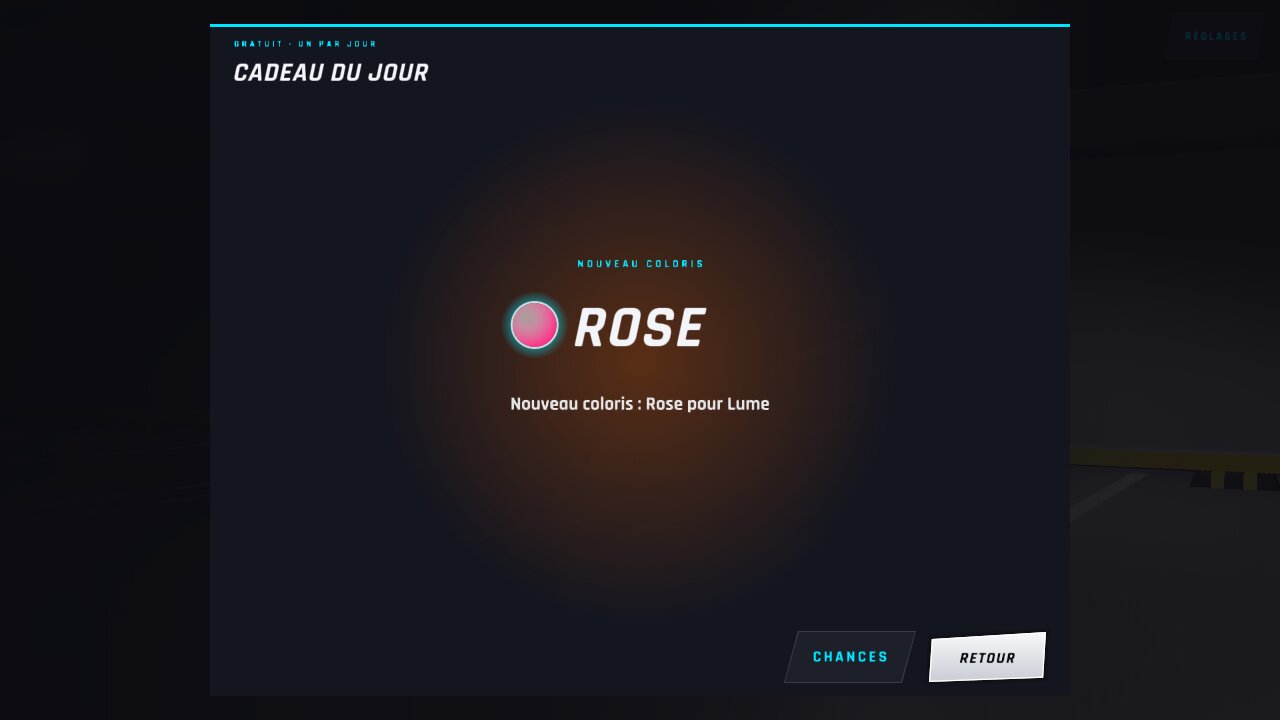 GRATUIT · UN PAR JOUR
CADEAU DU JOUR
RÉGLAGES
NOUVEAU COLORIS
ROSE
Nouveau coloris : Rose pour Lume
CHANCES
RETOUR